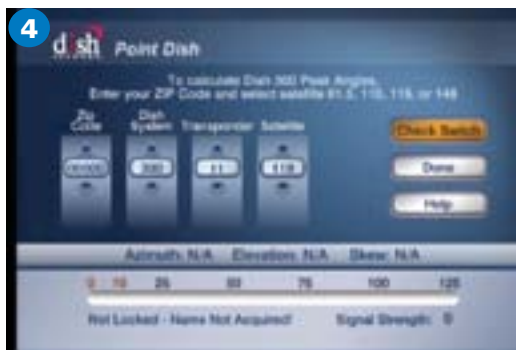 4
dish Point Dish
To calculate Dish 300 Peak Angles,
Enter your ZIP Code and select satellite 61.5, 110, 119, or 148
Zip Code Dish System Transponder Satellite
300 11 119
Check Switch
Done
Help
Azimuth: N/A Elevation: N/A Skew: N/A
0 10 25 50 75 100 125
Not Locked - Name Not Acquired! Signal Strength: 0